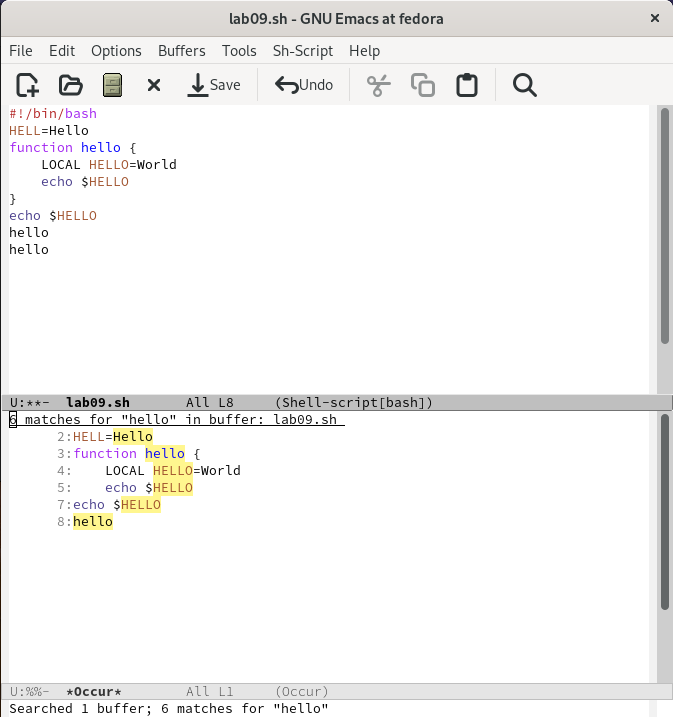 lab09.sh - GNU Emacs at fedora ×
File Edit Options Buffers Tools Sh-Script Help
Save Undo
#!/bin/bash
HELL=Hello
function hello {
    LOCAL HELLO=World
    echo $HELLO
}
echo $HELLO
hello
hello
U:**-  lab09.sh       All L8     (Shell-script[bash])
6 matches for "hello" in buffer: lab09.sh
      2:HELL=Hello
      3:function hello {
      4:    LOCAL HELLO=World
      5:    echo $HELLO
      7:echo $HELLO
      8:hello
U:%%-  *Occur*        All L1     (Occur)
Searched 1 buffer; 6 matches for "hello"